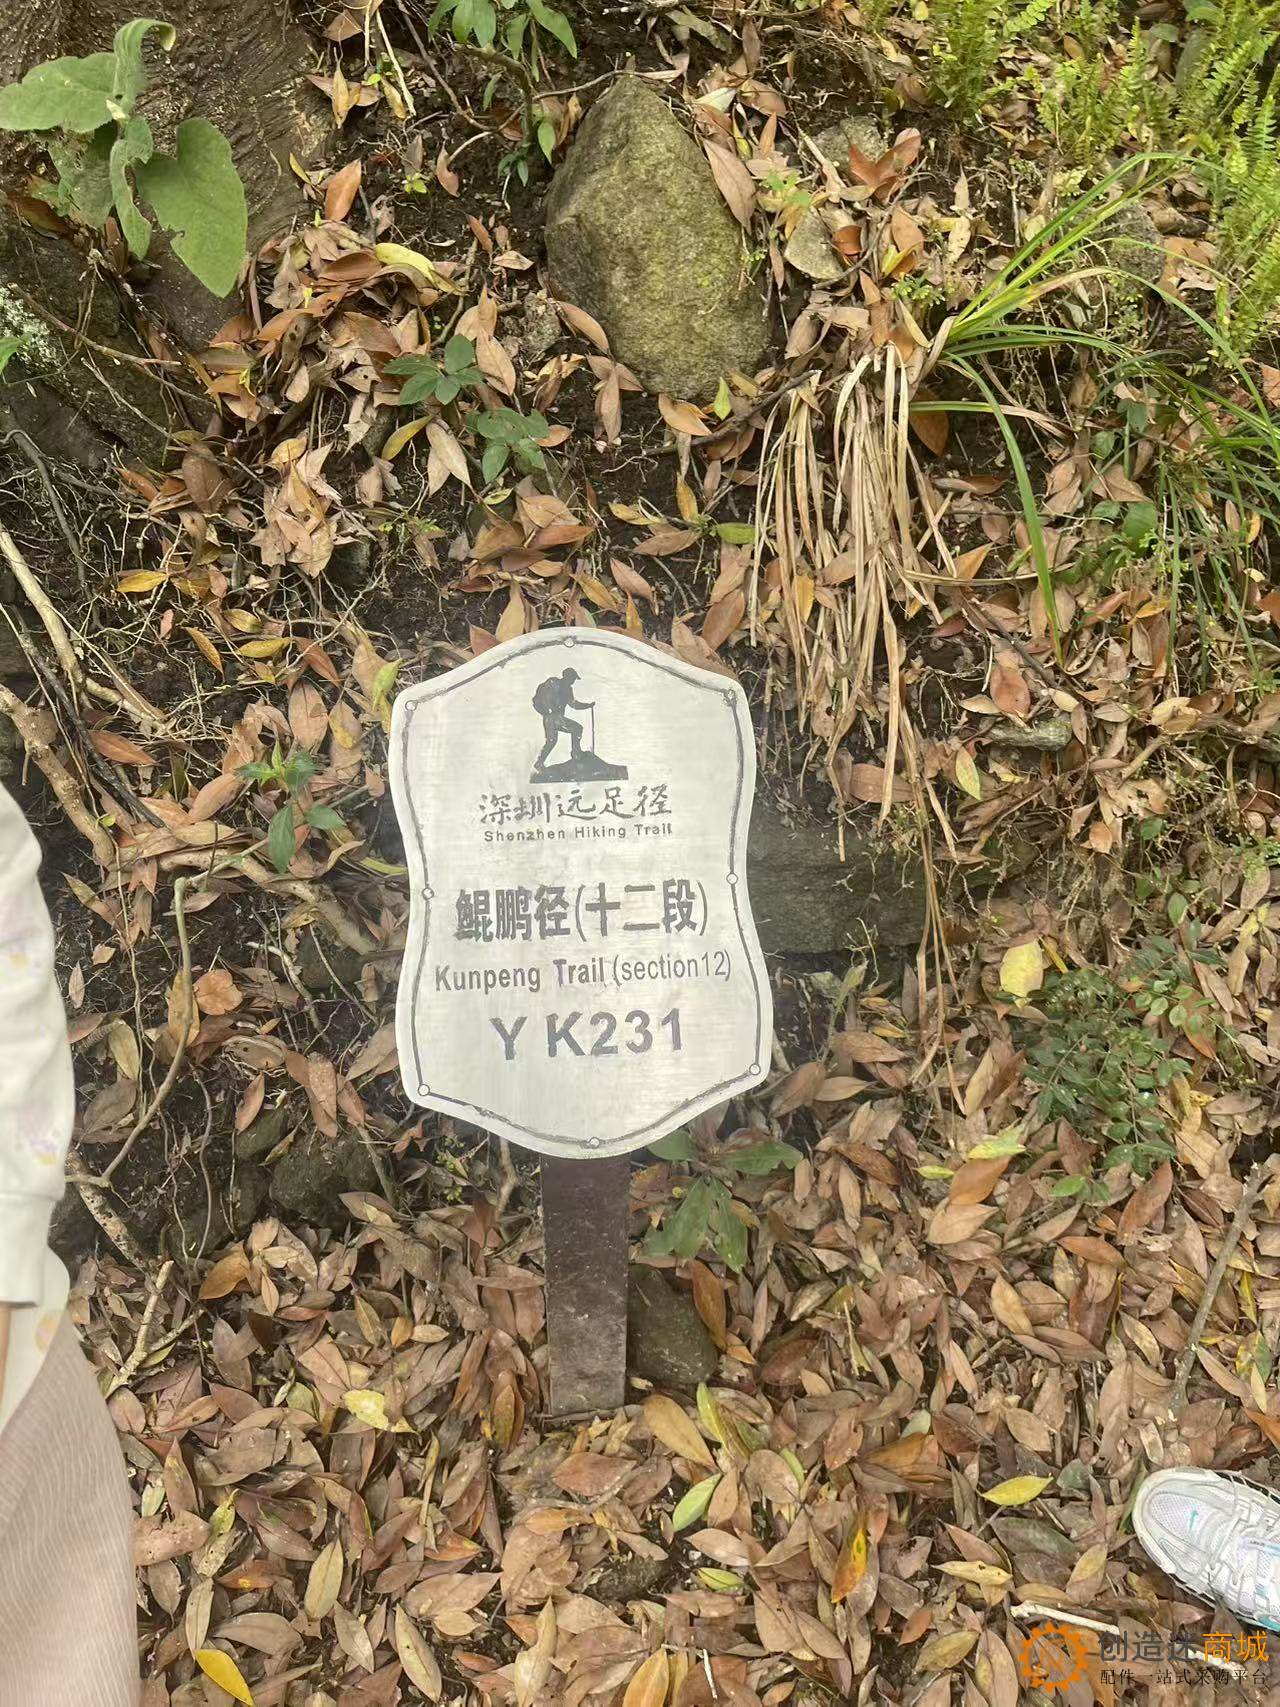 深圳远足径
Shenzhen Hiking Trail
鲲鹏径(十二段)
Kunpeng Trail (section12)
Y K231
创造迷商城
配件一站式采购平台